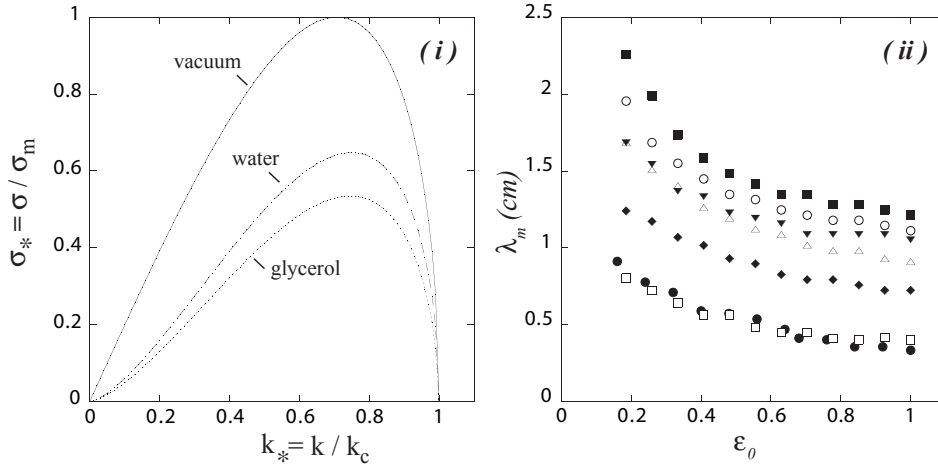 (i)
vacuum
water
glycerol
σ* = σ / σm
1
0.8
0.6
0.4
0.2
0
0 0.2 0.4 0.6 0.8 1
k* = k / kc
(ii)
λm (cm)
2.5
2
1.5
1
0.5
0
0 0.2 0.4 0.6 0.8 1
ε0